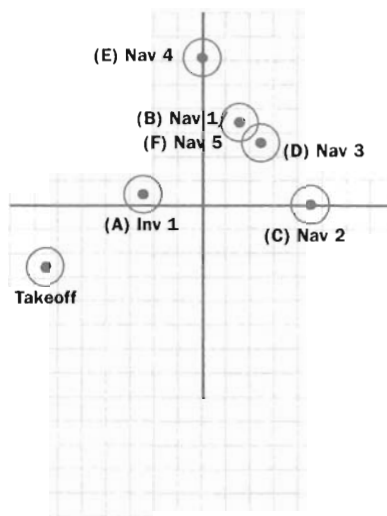 (E) Nav 4
(B) Nav 1/
(F) Nav 5
(D) Nav 3
(A) Inv 1
(C) Nav 2
Takeoff